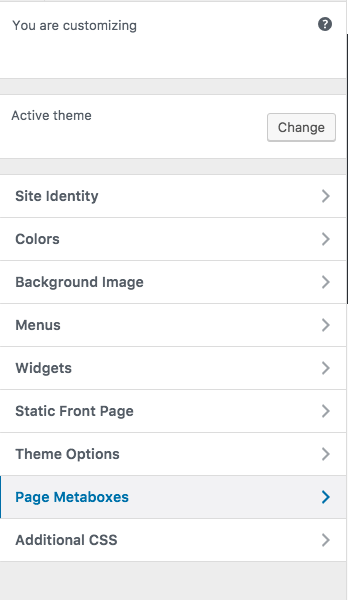 You are customizing
?
Active theme
Change
Site Identity
Colors
Background Image
Menus
Widgets
Static Front Page
Theme Options
Page Metaboxes
Additional CSS